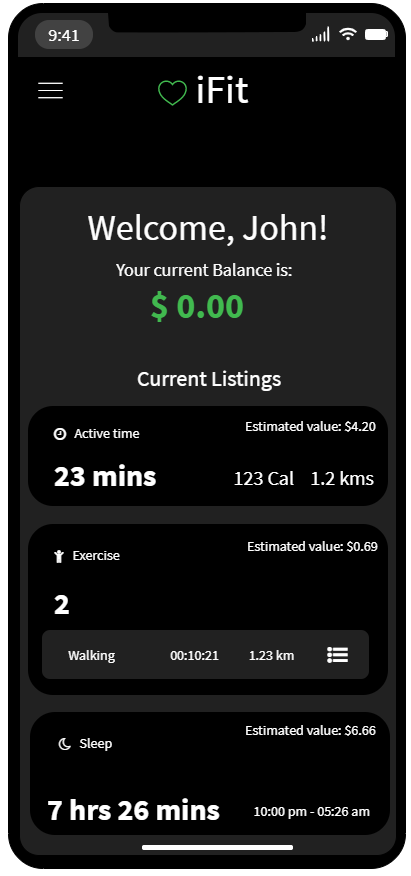 9:41
iFit
Welcome, John!
Your current Balance is:
$ 0.00
Current Listings
Active time
Estimated value: $4.20
23 mins 123 Cal 1.2 kms
Exercise
Estimated value: $0.69
2
Walking 00:10:21 1.23 km
Sleep
Estimated value: $6.66
7 hrs 26 mins 10:00 pm - 05:26 am